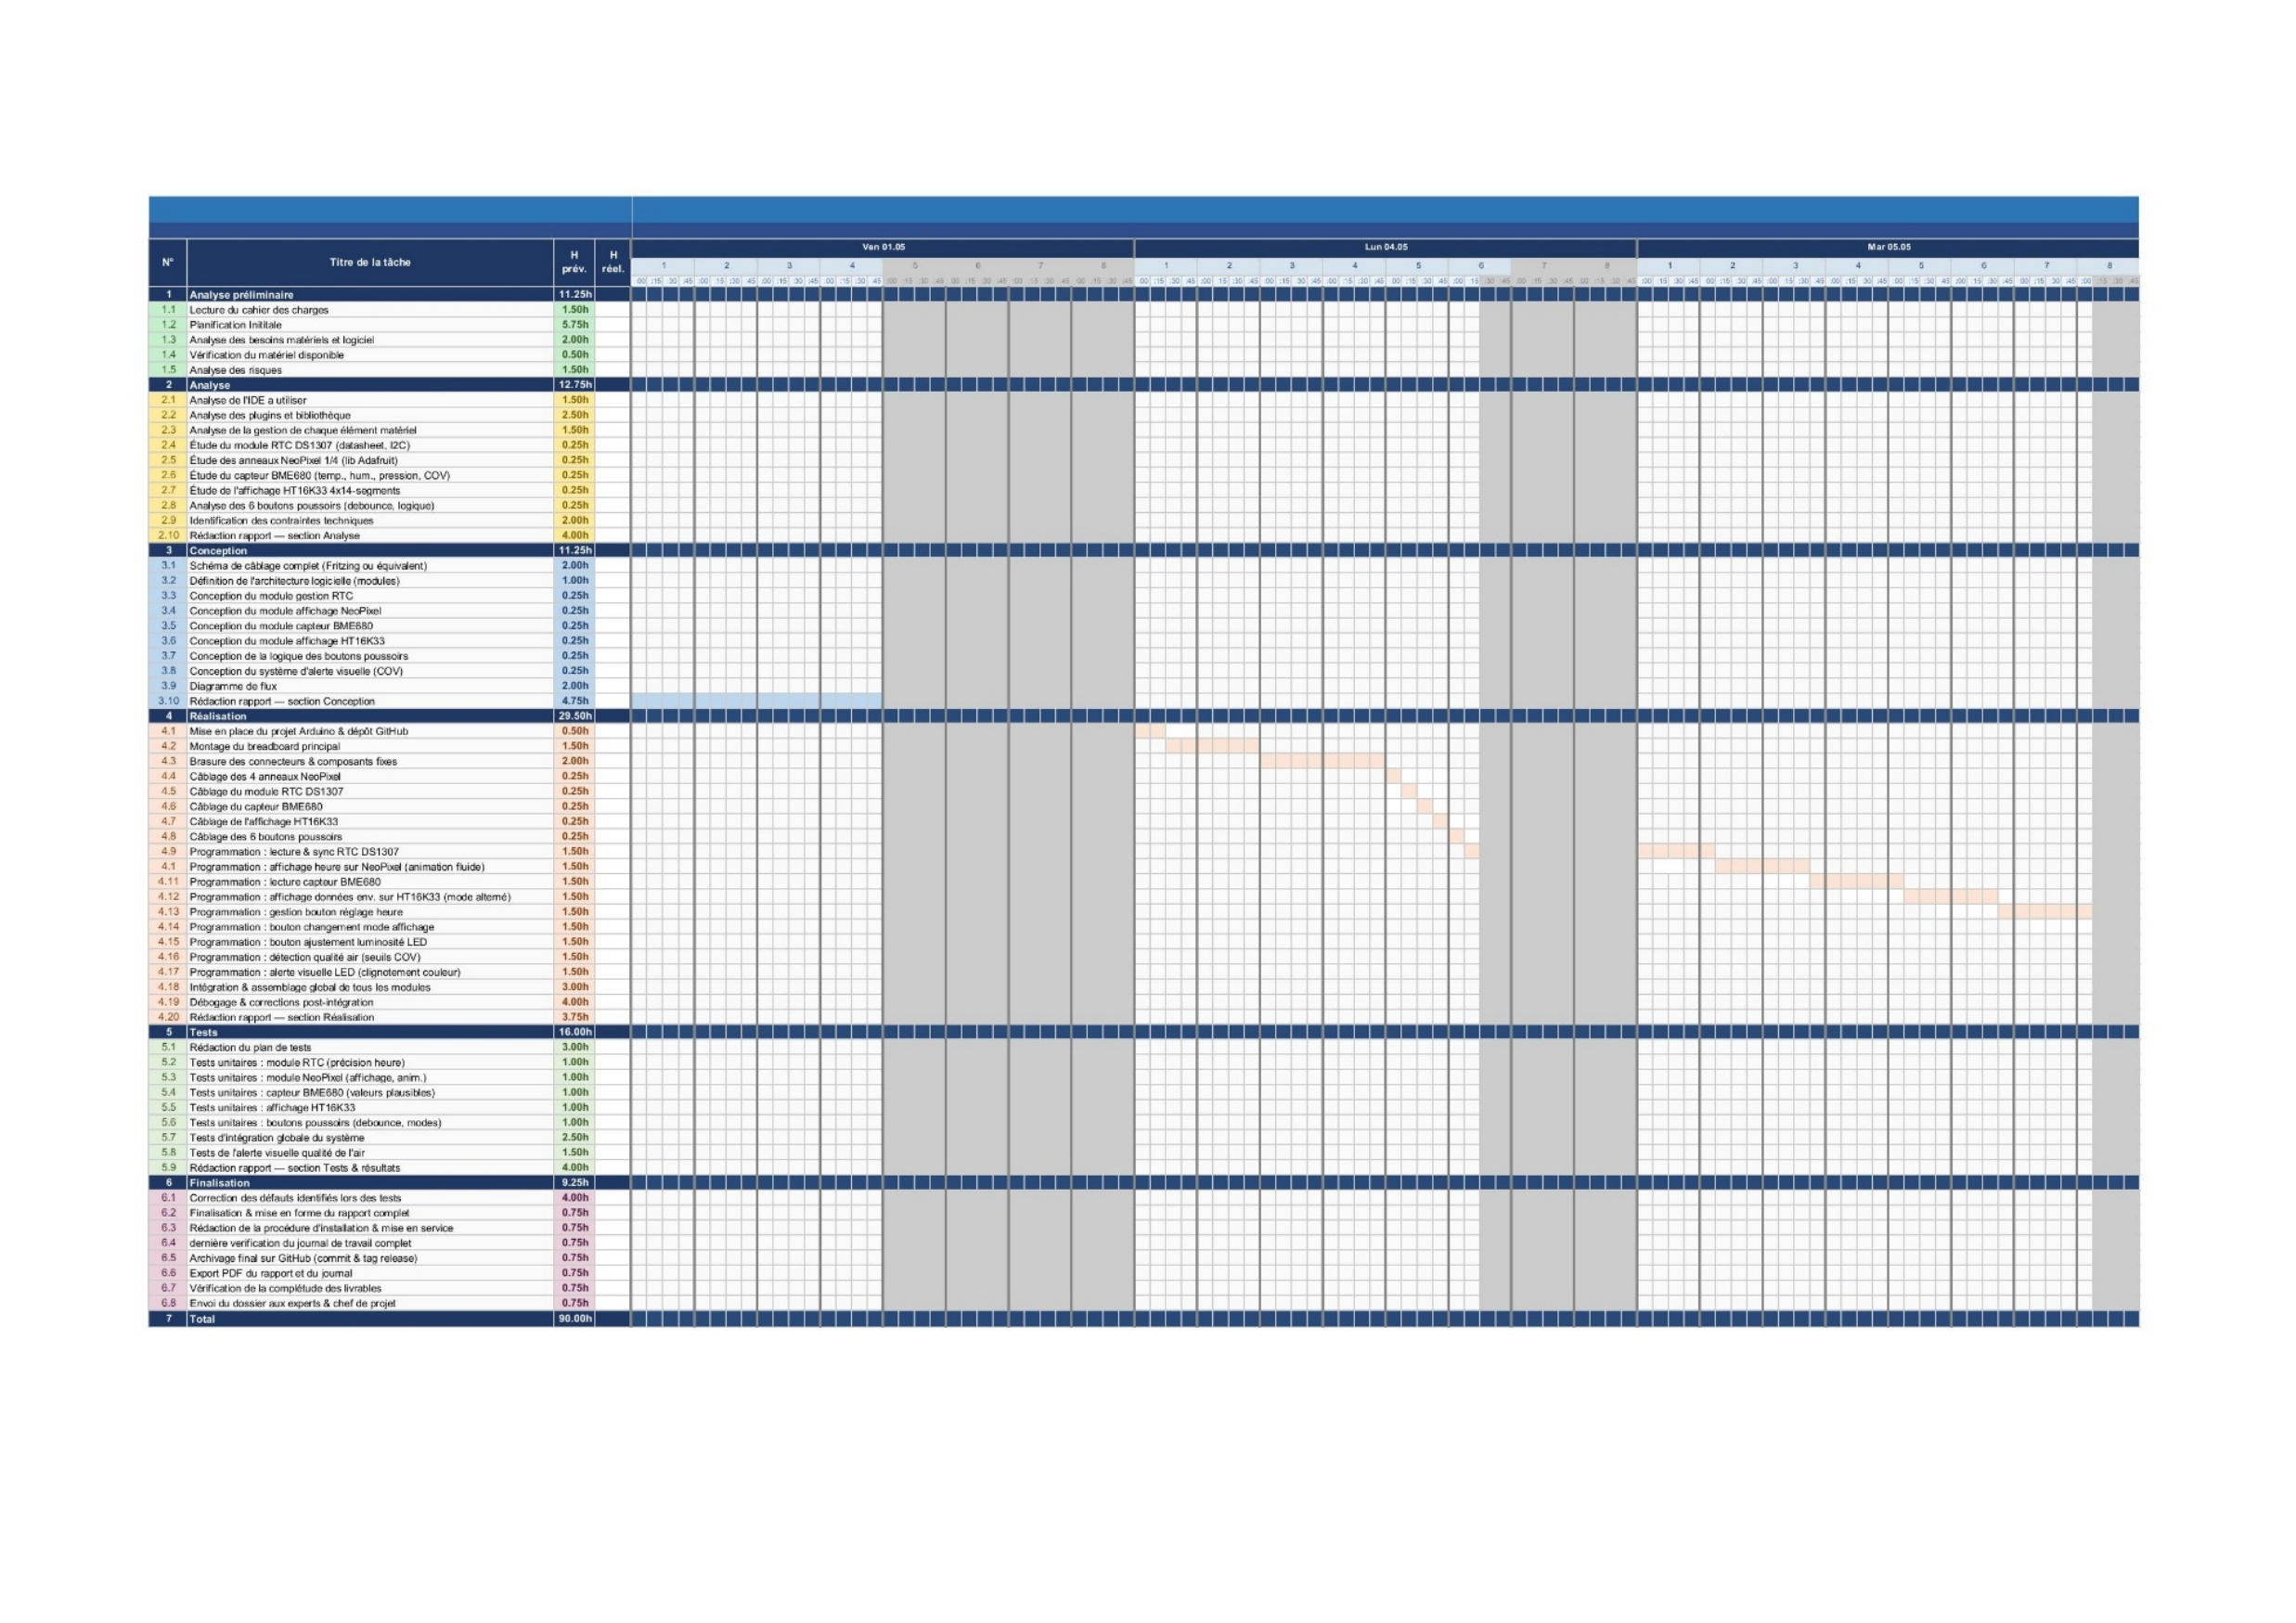 Ven 01.05 Lun 04.05 Mar 05.05
N° Titre de la tâche H prév. H réel.
1 2 3 4 5 6 7 8 1 2 3 4 5 6 7 8 1 2 3 4 5 6 7 8
1 Analyse préliminaire 11.25h
1.1 Lecture du cahier des charges 1.50h
1.2 Planification Inititale 5.75h
1.3 Analyse des besoins matériels et logiciel 2.00h
1.4 Vérification du matériel disponible 0.50h
1.5 Analyse des risques 1.50h
2 Analyse 12.75h
2.1 Analyse de l'IDE a utiliser 1.50h
2.2 Analyse des plugins et bibliothèque 2.50h
2.3 Analyse de la gestion de chaque élément matériel 1.50h
2.4 Étude du module RTC DS1307 (datasheet, I2C) 0.25h
2.5 Étude des anneaux NeoPixel 1/4 (lib Adafruit) 0.25h
2.6 Étude du capteur BME680 (temp., hum., pression, COV) 0.25h
2.7 Étude de l'affichage HT16K33 4x14-segments 0.25h
2.8 Analyse des 6 boutons poussoirs (debounce, logique) 0.25h
2.9 Identification des contraintes techniques 2.00h
2.10 Rédaction rapport — section Analyse 4.00h
3 Conception 11.25h
3.1 Schéma de câblage complet (Fritzing ou équivalent) 2.00h
3.2 Définition de l'architecture logicielle (modules) 1.00h
3.3 Conception du module gestion RTC 0.25h
3.4 Conception du module affichage NeoPixel 0.25h
3.5 Conception du module capteur BME680 0.25h
3.6 Conception du module affichage HT16K33 0.25h
3.7 Conception de la logique des boutons poussoirs 0.25h
3.8 Conception du système d'alerte visuelle (COV) 0.25h
3.9 Diagramme de flux 2.00h
3.10 Rédaction rapport — section Conception 4.75h
4 Réalisation 29.50h
4.1 Mise en place du projet Arduino & dépôt GitHub 0.50h
4.2 Montage du breadboard principal 1.50h
4.3 Brasure des connecteurs & composants fixes 2.00h
4.4 Câblage des 4 anneaux NeoPixel 0.25h
4.5 Câblage du module RTC DS1307 0.25h
4.6 Câblage du capteur BME680 0.25h
4.7 Câblage de l'affichage HT16K33 0.25h
4.8 Câblage des 6 boutons poussoirs 0.25h
4.9 Programmation : lecture & sync RTC DS1307 1.50h
4.1 Programmation : affichage heure sur NeoPixel (animation fluide) 1.50h
4.11 Programmation : lecture capteur BME680 1.50h
4.12 Programmation : affichage données env. sur HT16K33 (mode alterné) 1.50h
4.13 Programmation : gestion bouton réglage heure 1.50h
4.14 Programmation : bouton changement mode affichage 1.50h
4.15 Programmation : bouton ajustement luminosité LED 1.50h
4.16 Programmation : détection qualité air (seuils COV) 1.50h
4.17 Programmation : alerte visuelle LED (clignotement couleur) 1.50h
4.18 Intégration & assemblage global de tous les modules 3.00h
4.19 Débogage & corrections post-intégration 4.00h
4.20 Rédaction rapport — section Réalisation 3.75h
5 Tests 16.00h
5.1 Rédaction du plan de tests 3.00h
5.2 Tests unitaires : module RTC (précision heure) 1.00h
5.3 Tests unitaires : module NeoPixel (affichage, anim.) 1.00h
5.4 Tests unitaires : capteur BME680 (valeurs plausibles) 1.00h
5.5 Tests unitaires : affichage HT16K33 1.00h
5.6 Tests unitaires : boutons poussoirs (debounce, modes) 1.00h
5.7 Tests d'intégration globale du système 2.50h
5.8 Tests de l'alerte visuelle qualité de l'air 1.50h
5.9 Rédaction rapport — section Tests & résultats 4.00h
6 Finalisation 9.25h
6.1 Correction des défauts identifiés lors des tests 4.00h
6.2 Finalisation & mise en forme du rapport complet 0.75h
6.3 Rédaction de la procédure d'installation & mise en service 0.75h
6.4 dernière verification du journal de travail complet 0.75h
6.5 Archivage final sur GitHub (commit & tag release) 0.75h
6.6 Export PDF du rapport et du journal 0.75h
6.7 Vérification de la complétude des livrables 0.75h
6.8 Envoi du dossier aux experts & chef de projet 0.75h
7 Total 90.00h